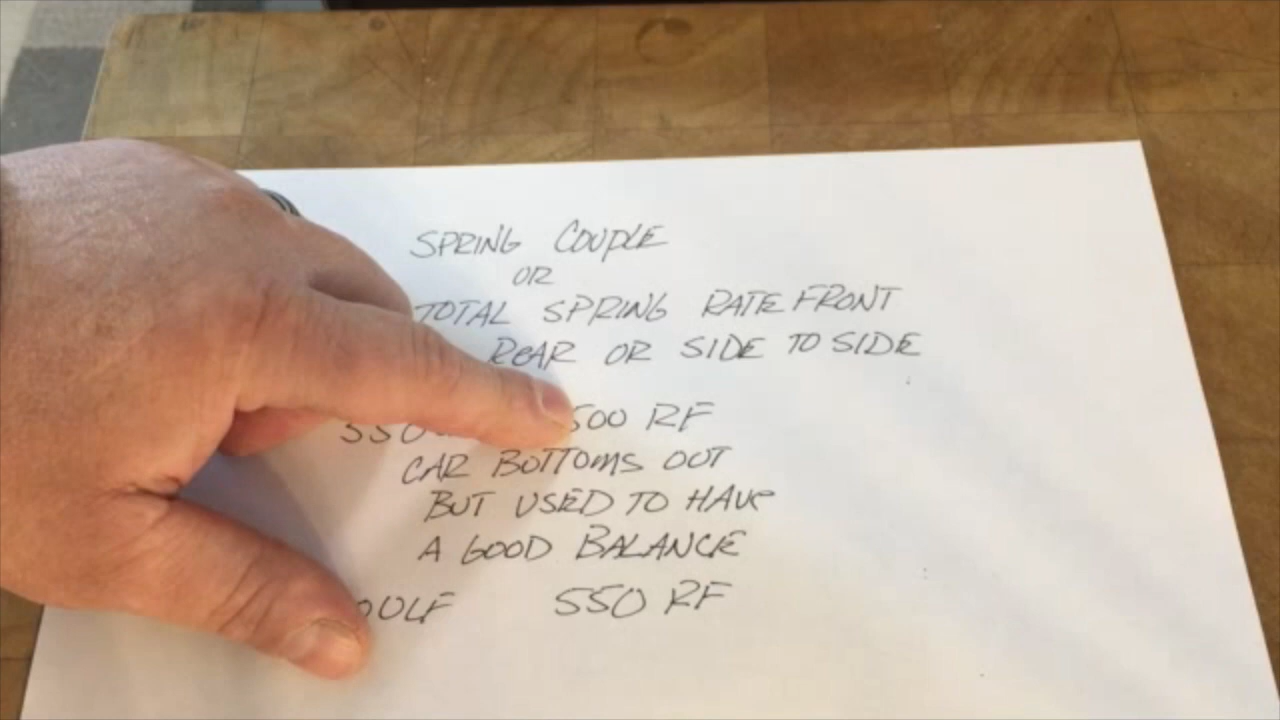 SPRING COUPLE
OR
TOTAL SPRING RATE FRONT
REAR OR SIDE TO SIDE
500 RF
CAR BOTTOMS OUT
BUT USED TO HAVE
A GOOD BALANCE
550 RF